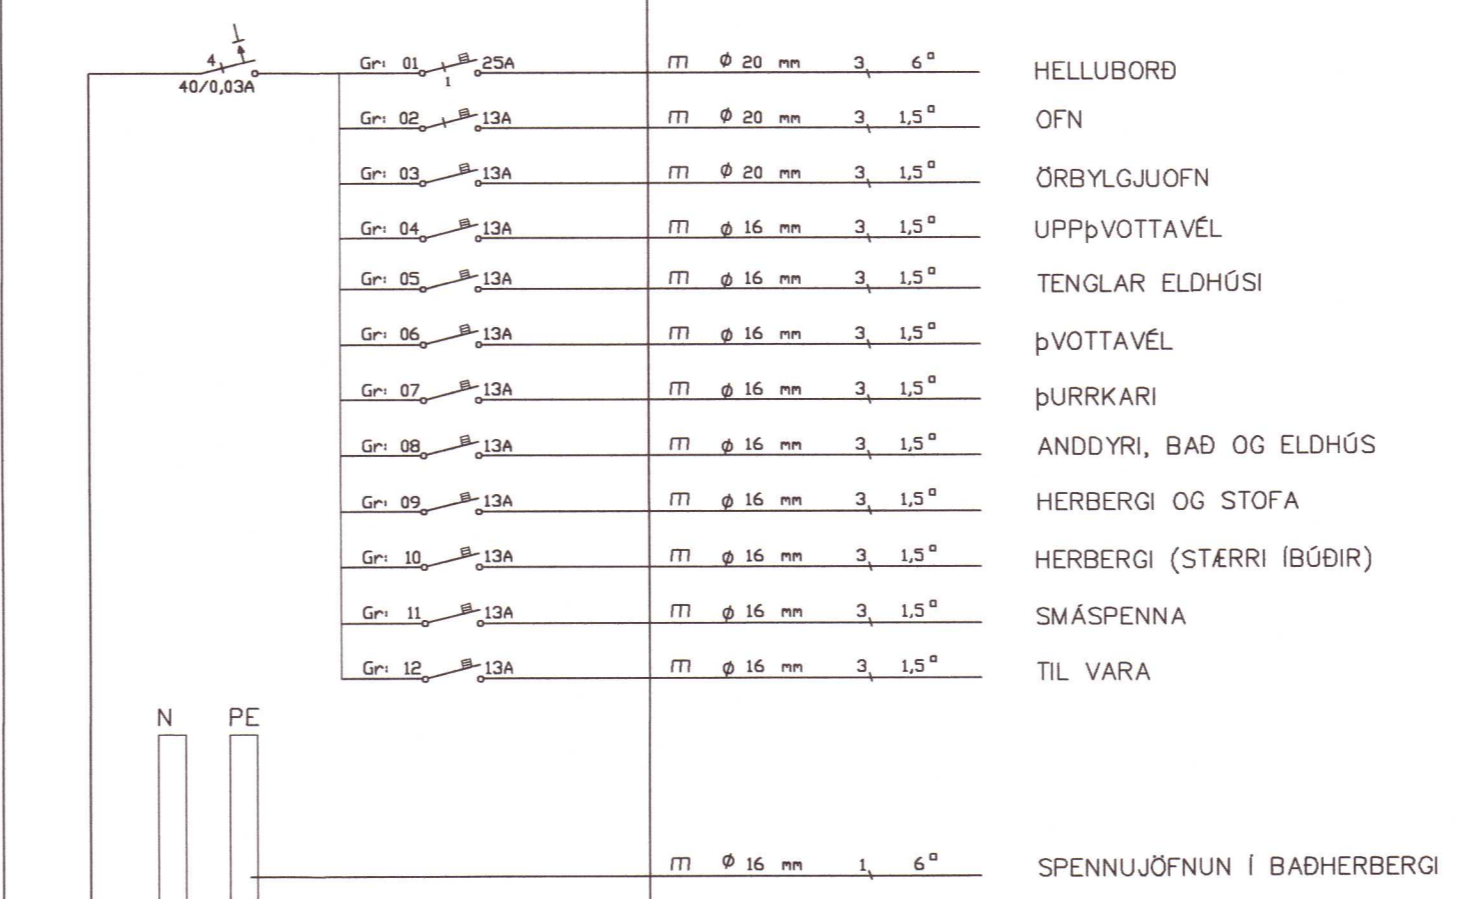 4
40/0,03A
Gr: 01 1 25A m Ø 20 mm 3 6▫ HELLUBORÐ
Gr: 02 13A m Ø 20 mm 3 1,5▫ OFN
Gr: 03 13A m Ø 20 mm 3 1,5▫ ÖRBYLGJUOFN
Gr: 04 13A m Ø 16 mm 3 1,5▫ UPPÞVOTTAVÉL
Gr: 05 13A m Ø 16 mm 3 1,5▫ TENGLAR ELDHÚSI
Gr: 06 13A m Ø 16 mm 3 1,5▫ ÞVOTTAVÉL
Gr: 07 13A m Ø 16 mm 3 1,5▫ ÞURRKARI
Gr: 08 13A m Ø 16 mm 3 1,5▫ ANDDYRI, BAÐ OG ELDHÚS
Gr: 09 13A m Ø 16 mm 3 1,5▫ HERBERGI OG STOFA
Gr: 10 13A m Ø 16 mm 3 1,5▫ HERBERGI (STÆRRI ÍBÚÐIR)
Gr: 11 13A m Ø 16 mm 3 1,5▫ SMÁSPENNA
Gr: 12 13A m Ø 16 mm 3 1,5▫ TIL VARA
N PE
m Ø 16 mm 1 6▫ SPENNUJÖFNUN Í BAÐHERBERGI